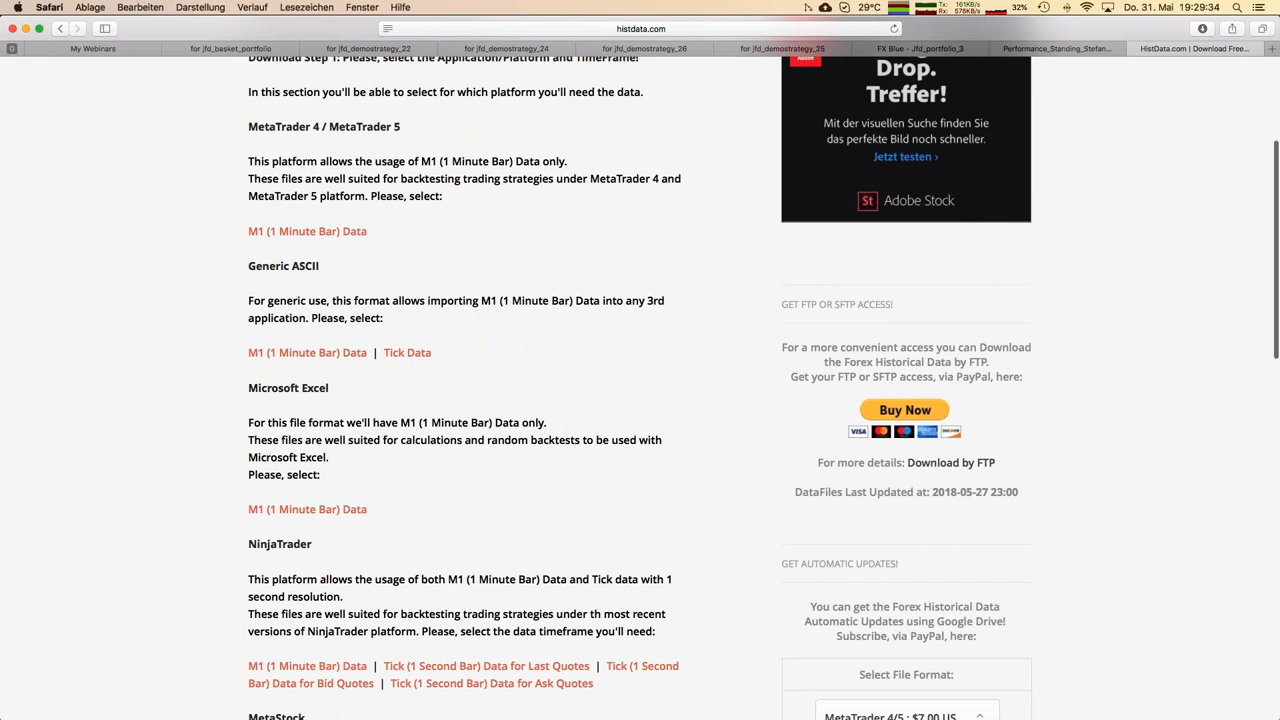 Safari Ablage Bearbeiten Darstellung Verlauf Lesezeichen Fenster Hilfe
Tx: 161KB/s
Rx: 578KB/s
29°C 32% Do. 31. Mai 19:29:34
histdata.com
My Webinars for jfd_basket_portfolio for jfd_demostrategy_22 for jfd_demostrategy_24 for jfd_demostrategy_26 for jfd_demostrategy_25 FX Blue - Jfd_portfolio_3 Performance_Standing_Stefan... HistData.com | Download Free...
Download Step 1: Please, select the Application/Platform and TimeFrame!
In this section you'll be able to select for which platform you'll need the data.
MetaTrader 4 / MetaTrader 5
This platform allows the usage of M1 (1 Minute Bar) Data only.
These files are well suited for backtesting trading strategies under MetaTrader 4 and
MetaTrader 5 platform. Please, select:
M1 (1 Minute Bar) Data
Generic ASCII
For generic use, this format allows importing M1 (1 Minute Bar) Data into any 3rd
application. Please, select:
M1 (1 Minute Bar) Data | Tick Data
Microsoft Excel
For this file format we'll have M1 (1 Minute Bar) Data only.
These files are well suited for calculations and random backtests to be used with
Microsoft Excel.
Please, select:
M1 (1 Minute Bar) Data
NinjaTrader
This platform allows the usage of both M1 (1 Minute Bar) Data and Tick data with 1
second resolution.
These files are well suited for backtesting trading strategies under th most recent
versions of NinjaTrader platform. Please, select the data timeframe you'll need:
M1 (1 Minute Bar) Data | Tick (1 Second Bar) Data for Last Quotes | Tick (1 Second
Bar) Data for Bid Quotes | Tick (1 Second Bar) Data for Ask Quotes
MetaStock
Adobe
Drop.
Treffer!
Mit der visuellen Suche finden Sie
das perfekte Bild noch schneller.
Jetzt testen ›
St Adobe Stock
GET FTP OR SFTP ACCESS!
For a more convenient access you can Download
the Forex Historical Data by FTP.
Get your FTP or SFTP access, via PayPal, here:
Buy Now
VISA
For more details: Download by FTP
DataFiles Last Updated at: 2018-05-27 23:00
GET AUTOMATIC UPDATES!
You can get the Forex Historical Data
Automatic Updates using Google Drive!
Subscribe, via PayPal, here:
Select File Format:
MetaTrader 4/5 : $7.00 US